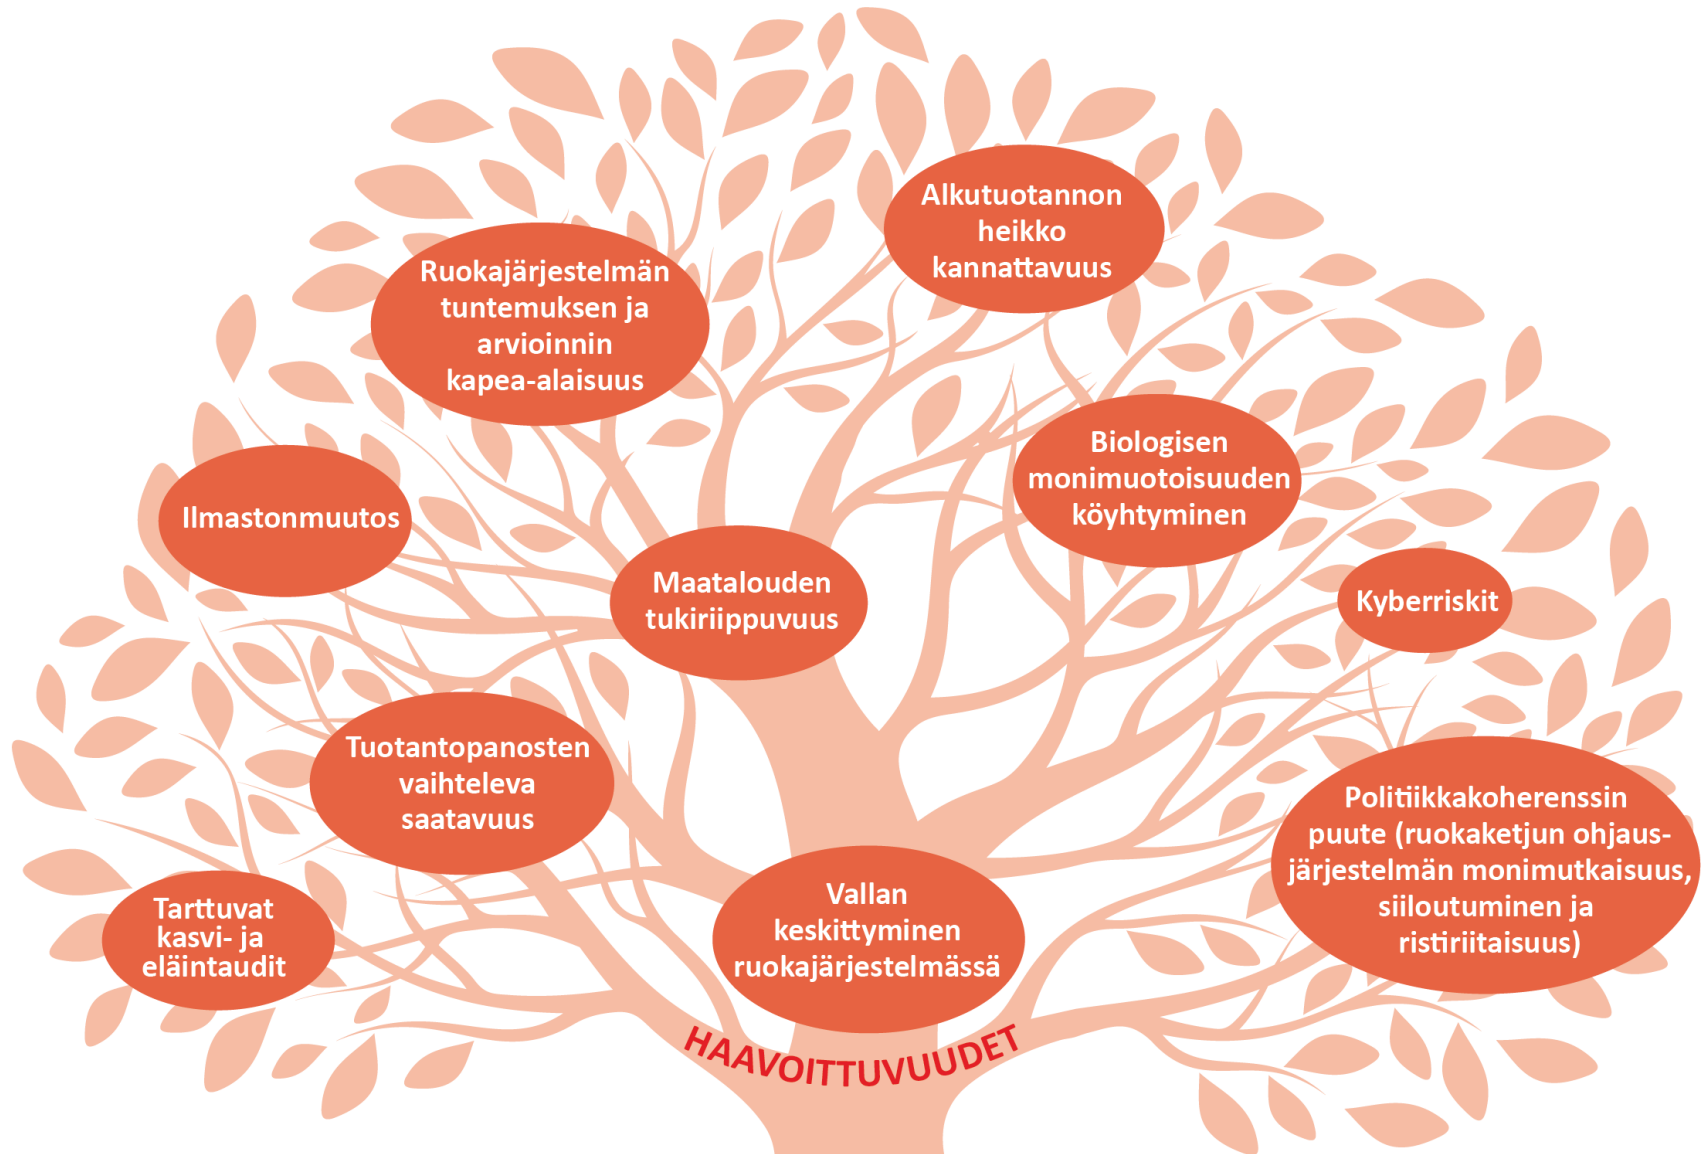 Alkutuotannon
heikko
kannattavuus
Ruokajärjestelmän
tuntemuksen ja
arvioinnin
kapea-alaisuus
Biologisen
monimuotoisuuden
köyhtyminen
Ilmastonmuutos
Maatalouden
tukiriippuvuus
Kyberriskit
Tuotantopanosten
vaihteleva
saatavuus
Politiikkakoherenssin
puute (ruokaketjun ohjaus-
järjestelmän monimutkaisuus,
siiloutuminen ja
ristiriitaisuus)
Tarttuvat
kasvi- ja
eläintaudit
Vallan
keskittyminen
ruokajärjestelmässä
HAAVOITTUVUUDET